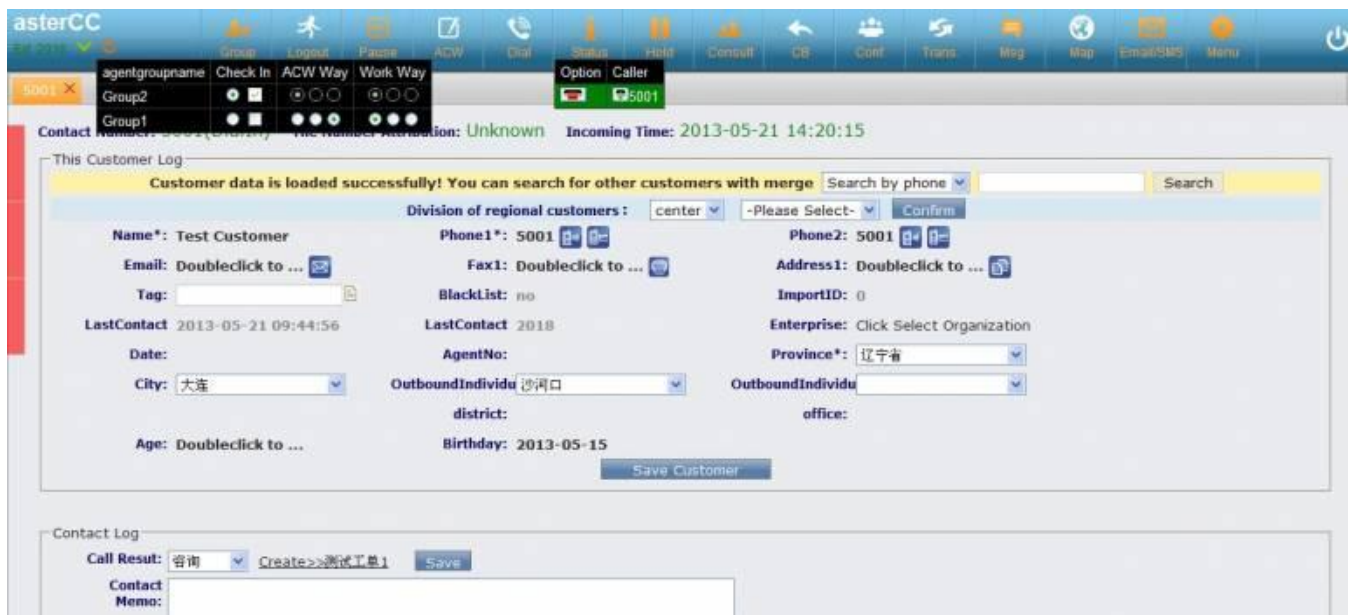 asterCC
Group Logout Pause ACW Dial Status Hold Consult CB Conf Trans Msg Map Email/SMS Menu
agentgroupname Check In ACW Way Work Way
Option Caller
5001
Group2
5001
Group1
Contact Number: The Number Attribution: Unknown Incoming Time: 2013-05-21 14:20:15
This Customer Log
Customer data is loaded successfully! You can search for other customers with merge Search by phone Search
Division of regional customers: center -Please Select- Confirm
Name*: Test Customer Phone1*: 5001 Phone2: 5001
Email: Doubleclick to ... Fax1: Doubleclick to ... Address1: Doubleclick to ...
Tag: BlackList: no ImportID: 0
LastContact 2013-05-21 09:44:56 LastContact 2018 Enterprise: Click Select Organization
Date: AgentNo: Province*: 辽宁省
City: 大连 OutboundIndividu 沙河口 OutboundIndividu
district: office:
Age: Doubleclick to ... Birthday: 2013-05-15
Save Customer
Contact Log
Call Resut: 咨询 Create>>测试工单1 Save
Contact
Memo: